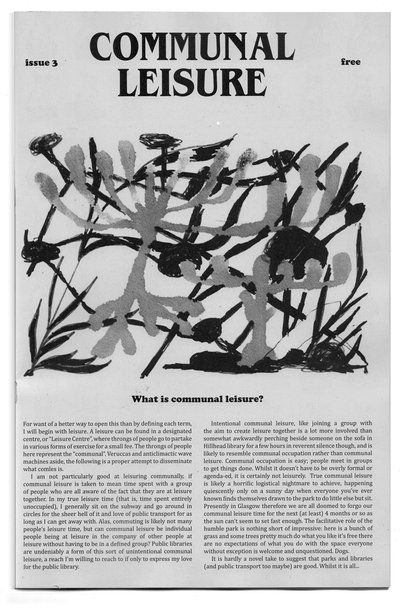 COMMUNAL
LEISURE
issue 3
free
What is communal leisure?
For want of a better way to open this than by defining each term,
I will begin with leisure. A leisure can be found in a designated
centre, or "Leisure Centre", where throngs of people go to partake
in various forms of exercise for a small fee. The throngs of people
here represent the "communal". Veruccas and anticlimactic wave
machines aside, the following is a proper attempt to disseminate
what comles is.
I am not particularly good at leisuring communally, if
communal leisure is taken to mean time spent with a group
of people who are all aware of the fact that they are at leisure
together. In my true leisure time (that is, time spent entirely
unoccupied), I generally sit on the subway and go around in
circles for the sheer hell of it and love of public transport for as
long as I can get away with. Alas, commuting is likely not many
people's leisure time, but can communal leisure be individual
people being at leisure in the company of other people at
leisure without having to be in a defined group? Public libraries
are undeniably a form of this sort of unintentional communal
leisure, a reach I'm willing to reach to if only to express my love
for the public library.
Intentional communal leisure, like joining a group with
the aim to create leisure together is a lot more involved than
somewhat awkwardly perching beside someone on the sofa in
Hillhead library for a few hours in reverent silence though, and is
likely to resemble communal occupation rather than communal
leisure. Communal occupation is easy; people meet in groups
to get things done. Whilst it doesn't have to be overly formal or
agenda-ed, it is certainly not leisurely. True communal leisure
is likely a horrific logistical nightmare to achieve, happening
quiescently only on a sunny day when everyone you've ever
known finds themselves drawn to the park to do little else but sit.
Presently in Glasgow therefore we are all doomed to forgo our
communal leisure time for the next (at least) 4 months or so as
the sun can't seem to set fast enough. The facilitative role of the
humble park is nothing short of impressive: here is a bunch of
grass and some trees pretty much do what you like it's free there
are no expectations of what you do with the space everyone
without exception is welcome and unquestioned. Dogs.
It is hardly a novel take to suggest that parks and libraries
(and public transport too maybe) are good. Whilst it is all...